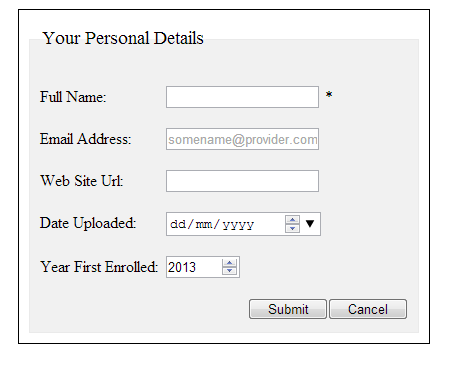 Your Personal Details
Full Name: *
Email Address: somename@provider.com
Web Site Url:
Date Uploaded: dd/mm/yyyy
Year First Enrolled: 2013
Submit Cancel